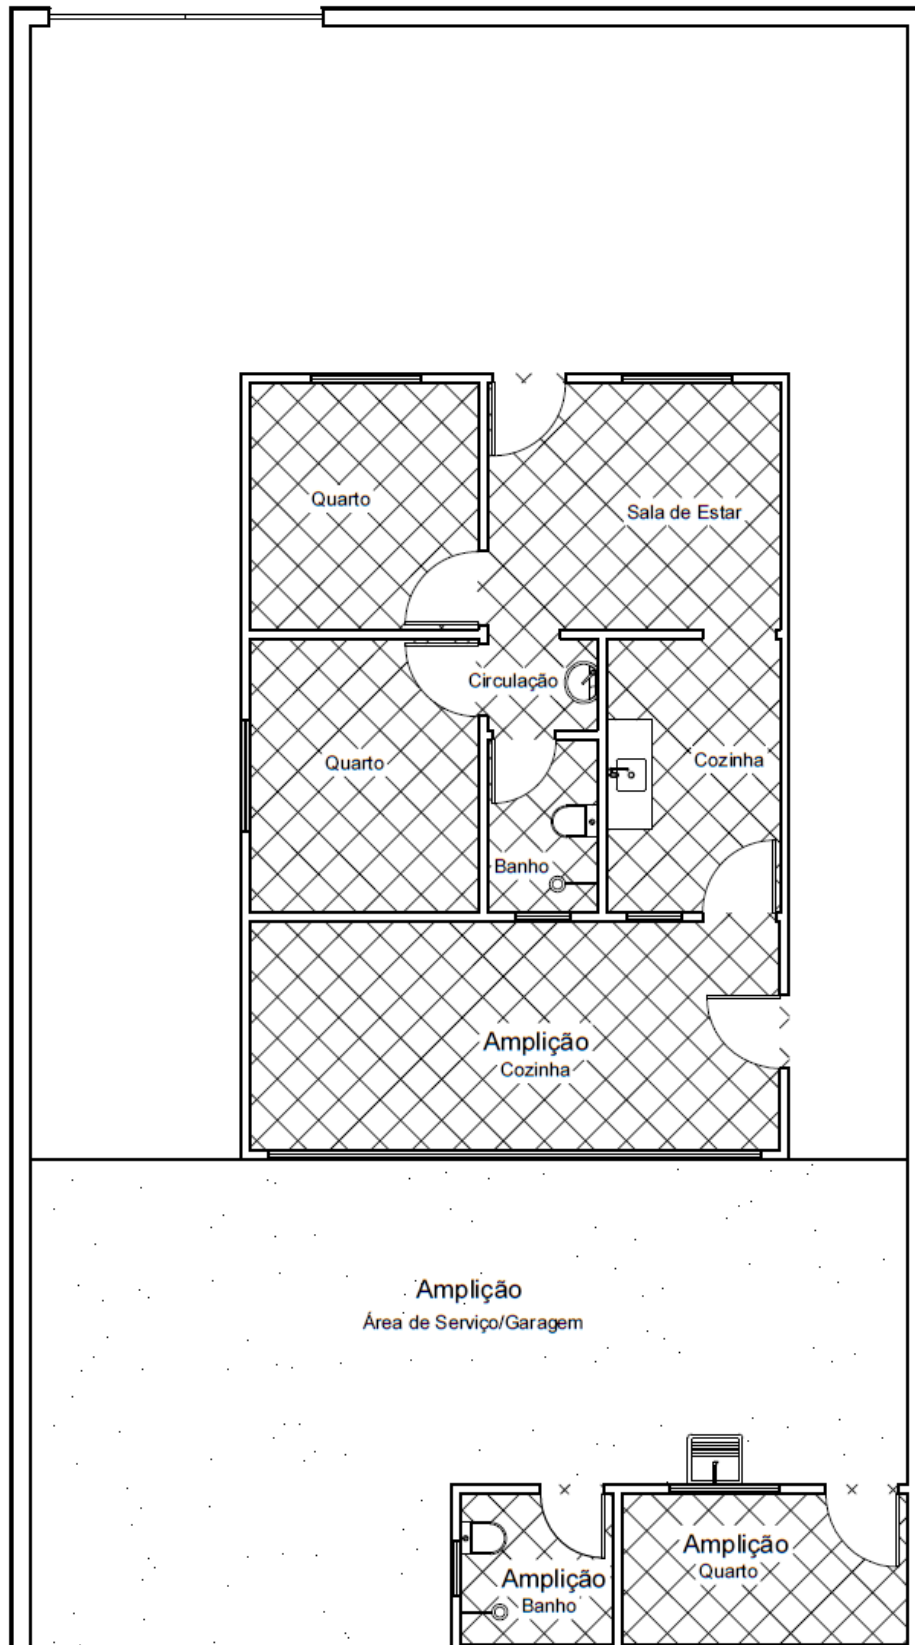 Quarto
Sala de Estar
Circulação
Quarto
Cozinha
Banho
Amplição
Cozinha
Amplição
Área de Serviço/Garagem
Amplição
Quarto
Amplição
Banho